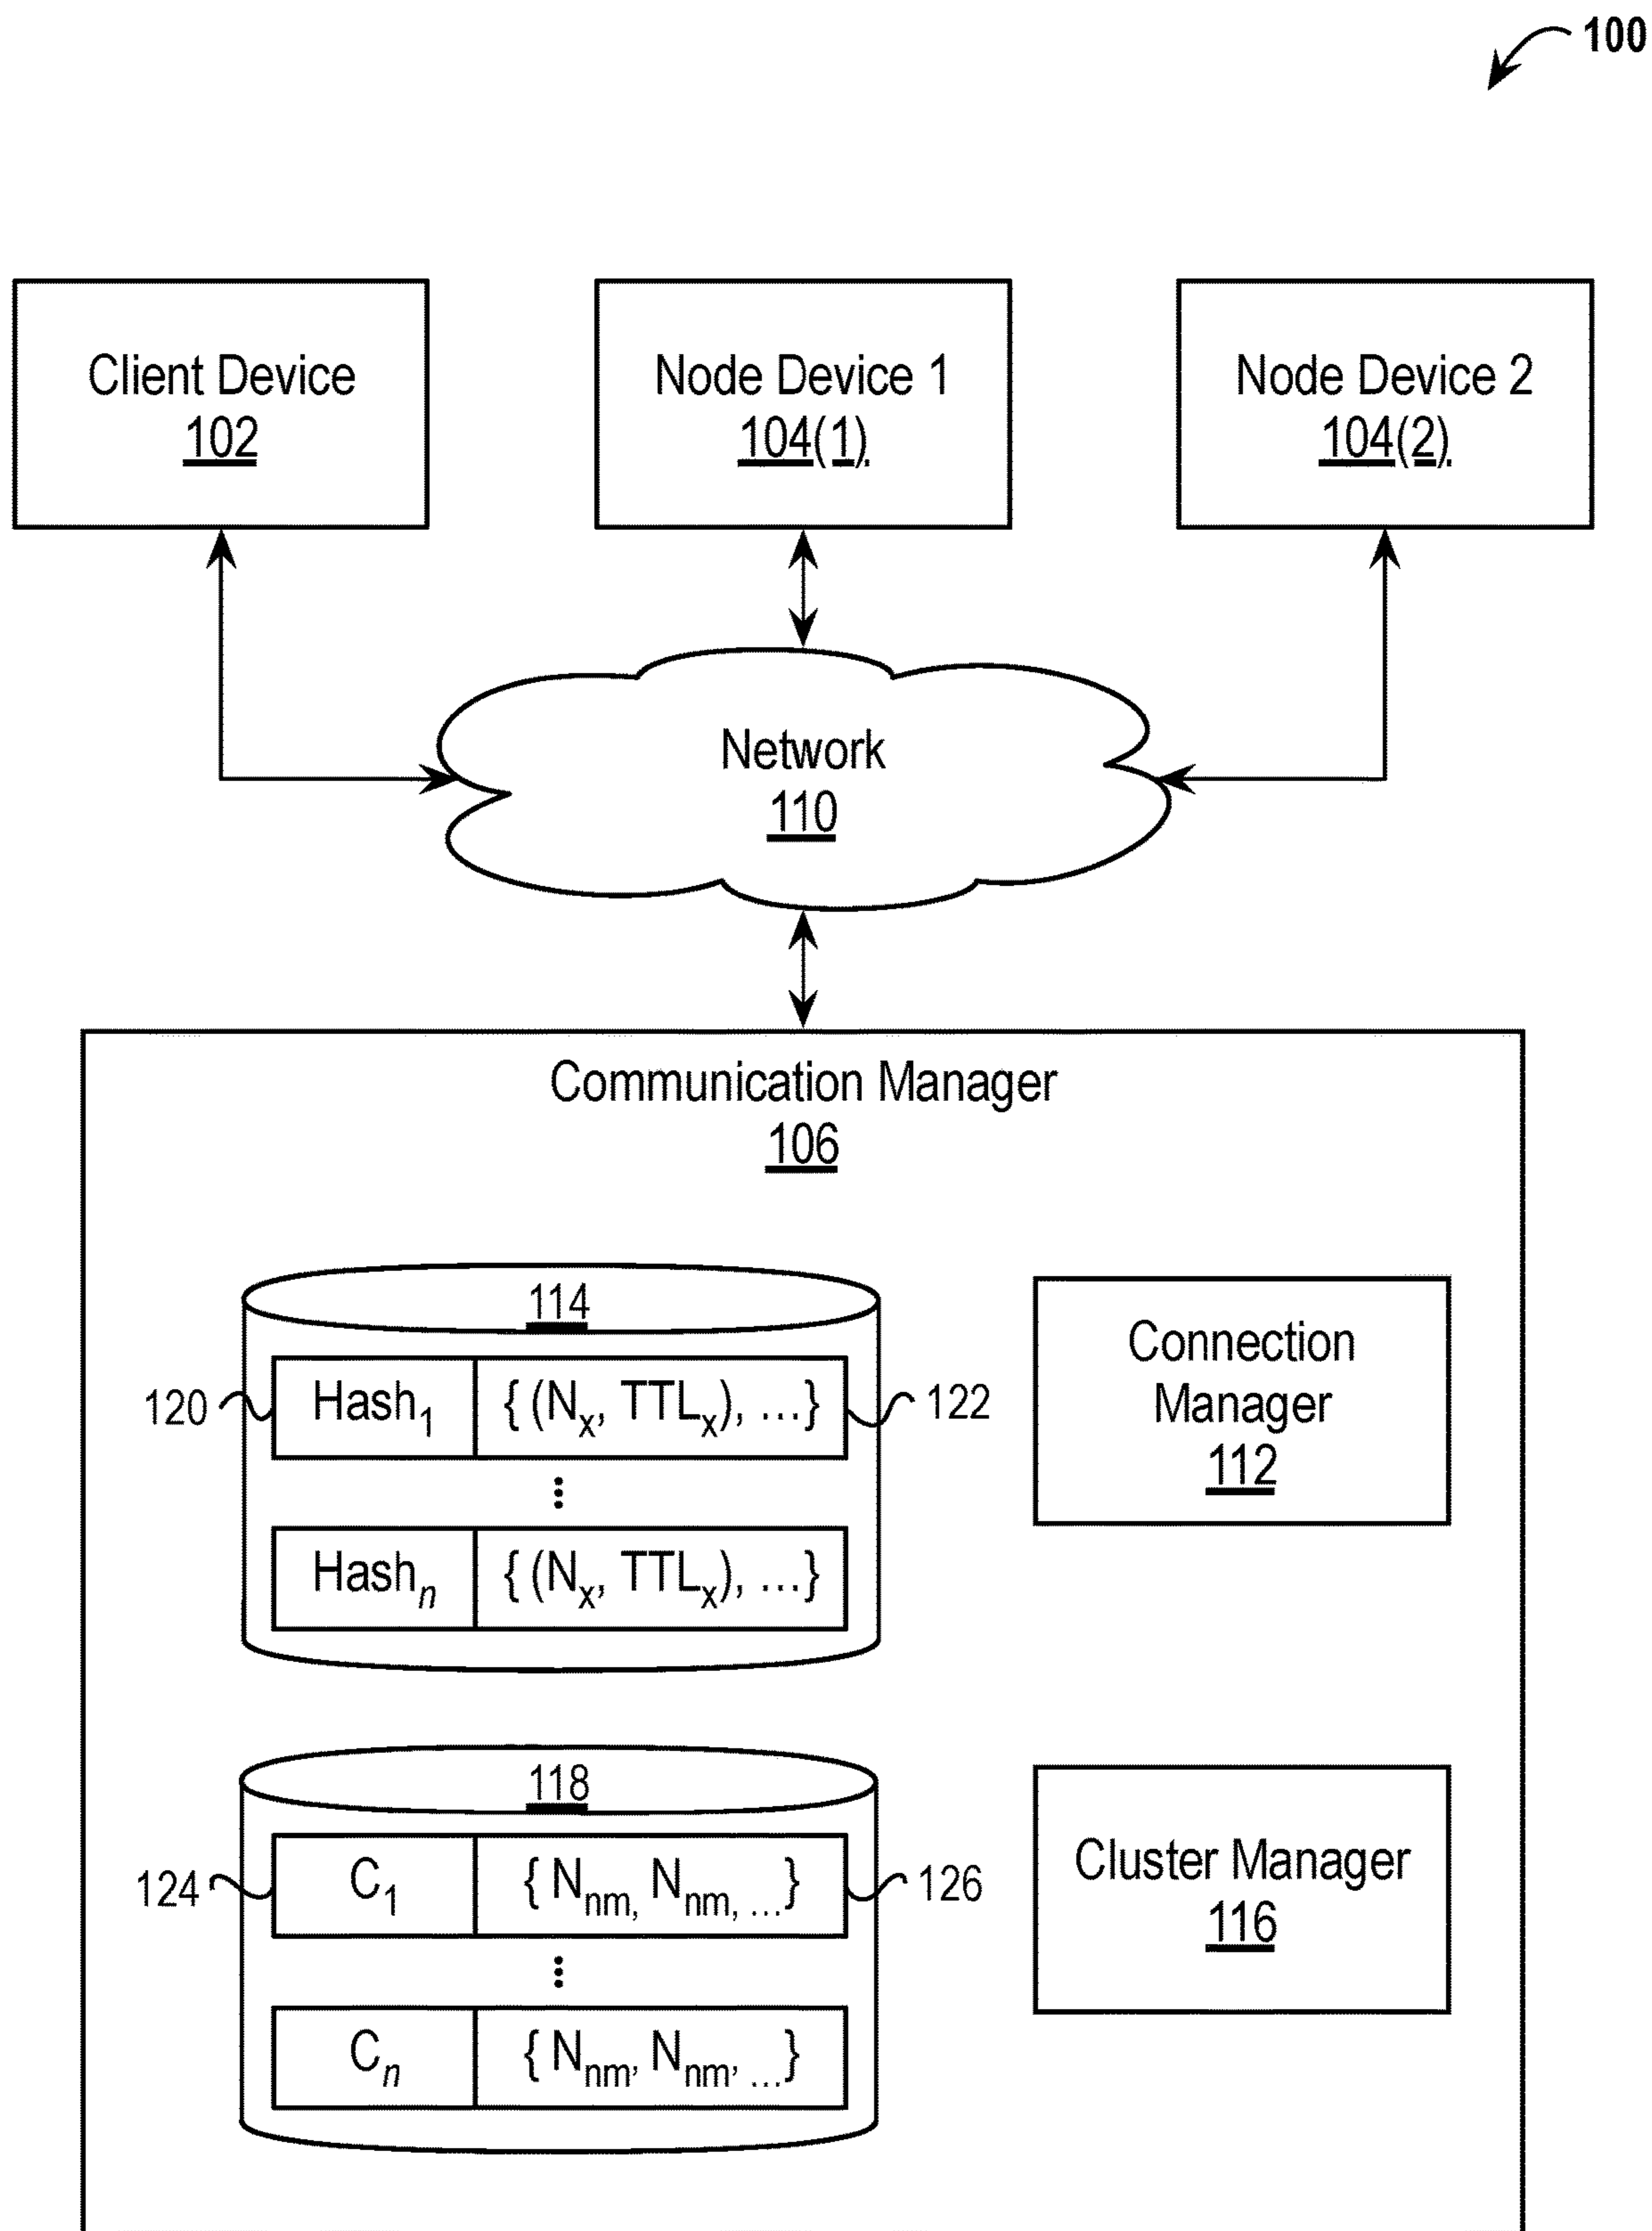 100
Client Device
102
Node Device 1
104(1)
Node Device 2
104(2)
Network
110
Communication Manager
106
114
120
Hash1
{ (Nx, TTLx), ...}
122
Hashn
{ (Nx, TTLx), ...}
Connection
Manager
112
118
124
C1
{ Nnm, Nnm, ...}
126
Cn
{ Nnm, Nnm, ...}
Cluster Manager
116